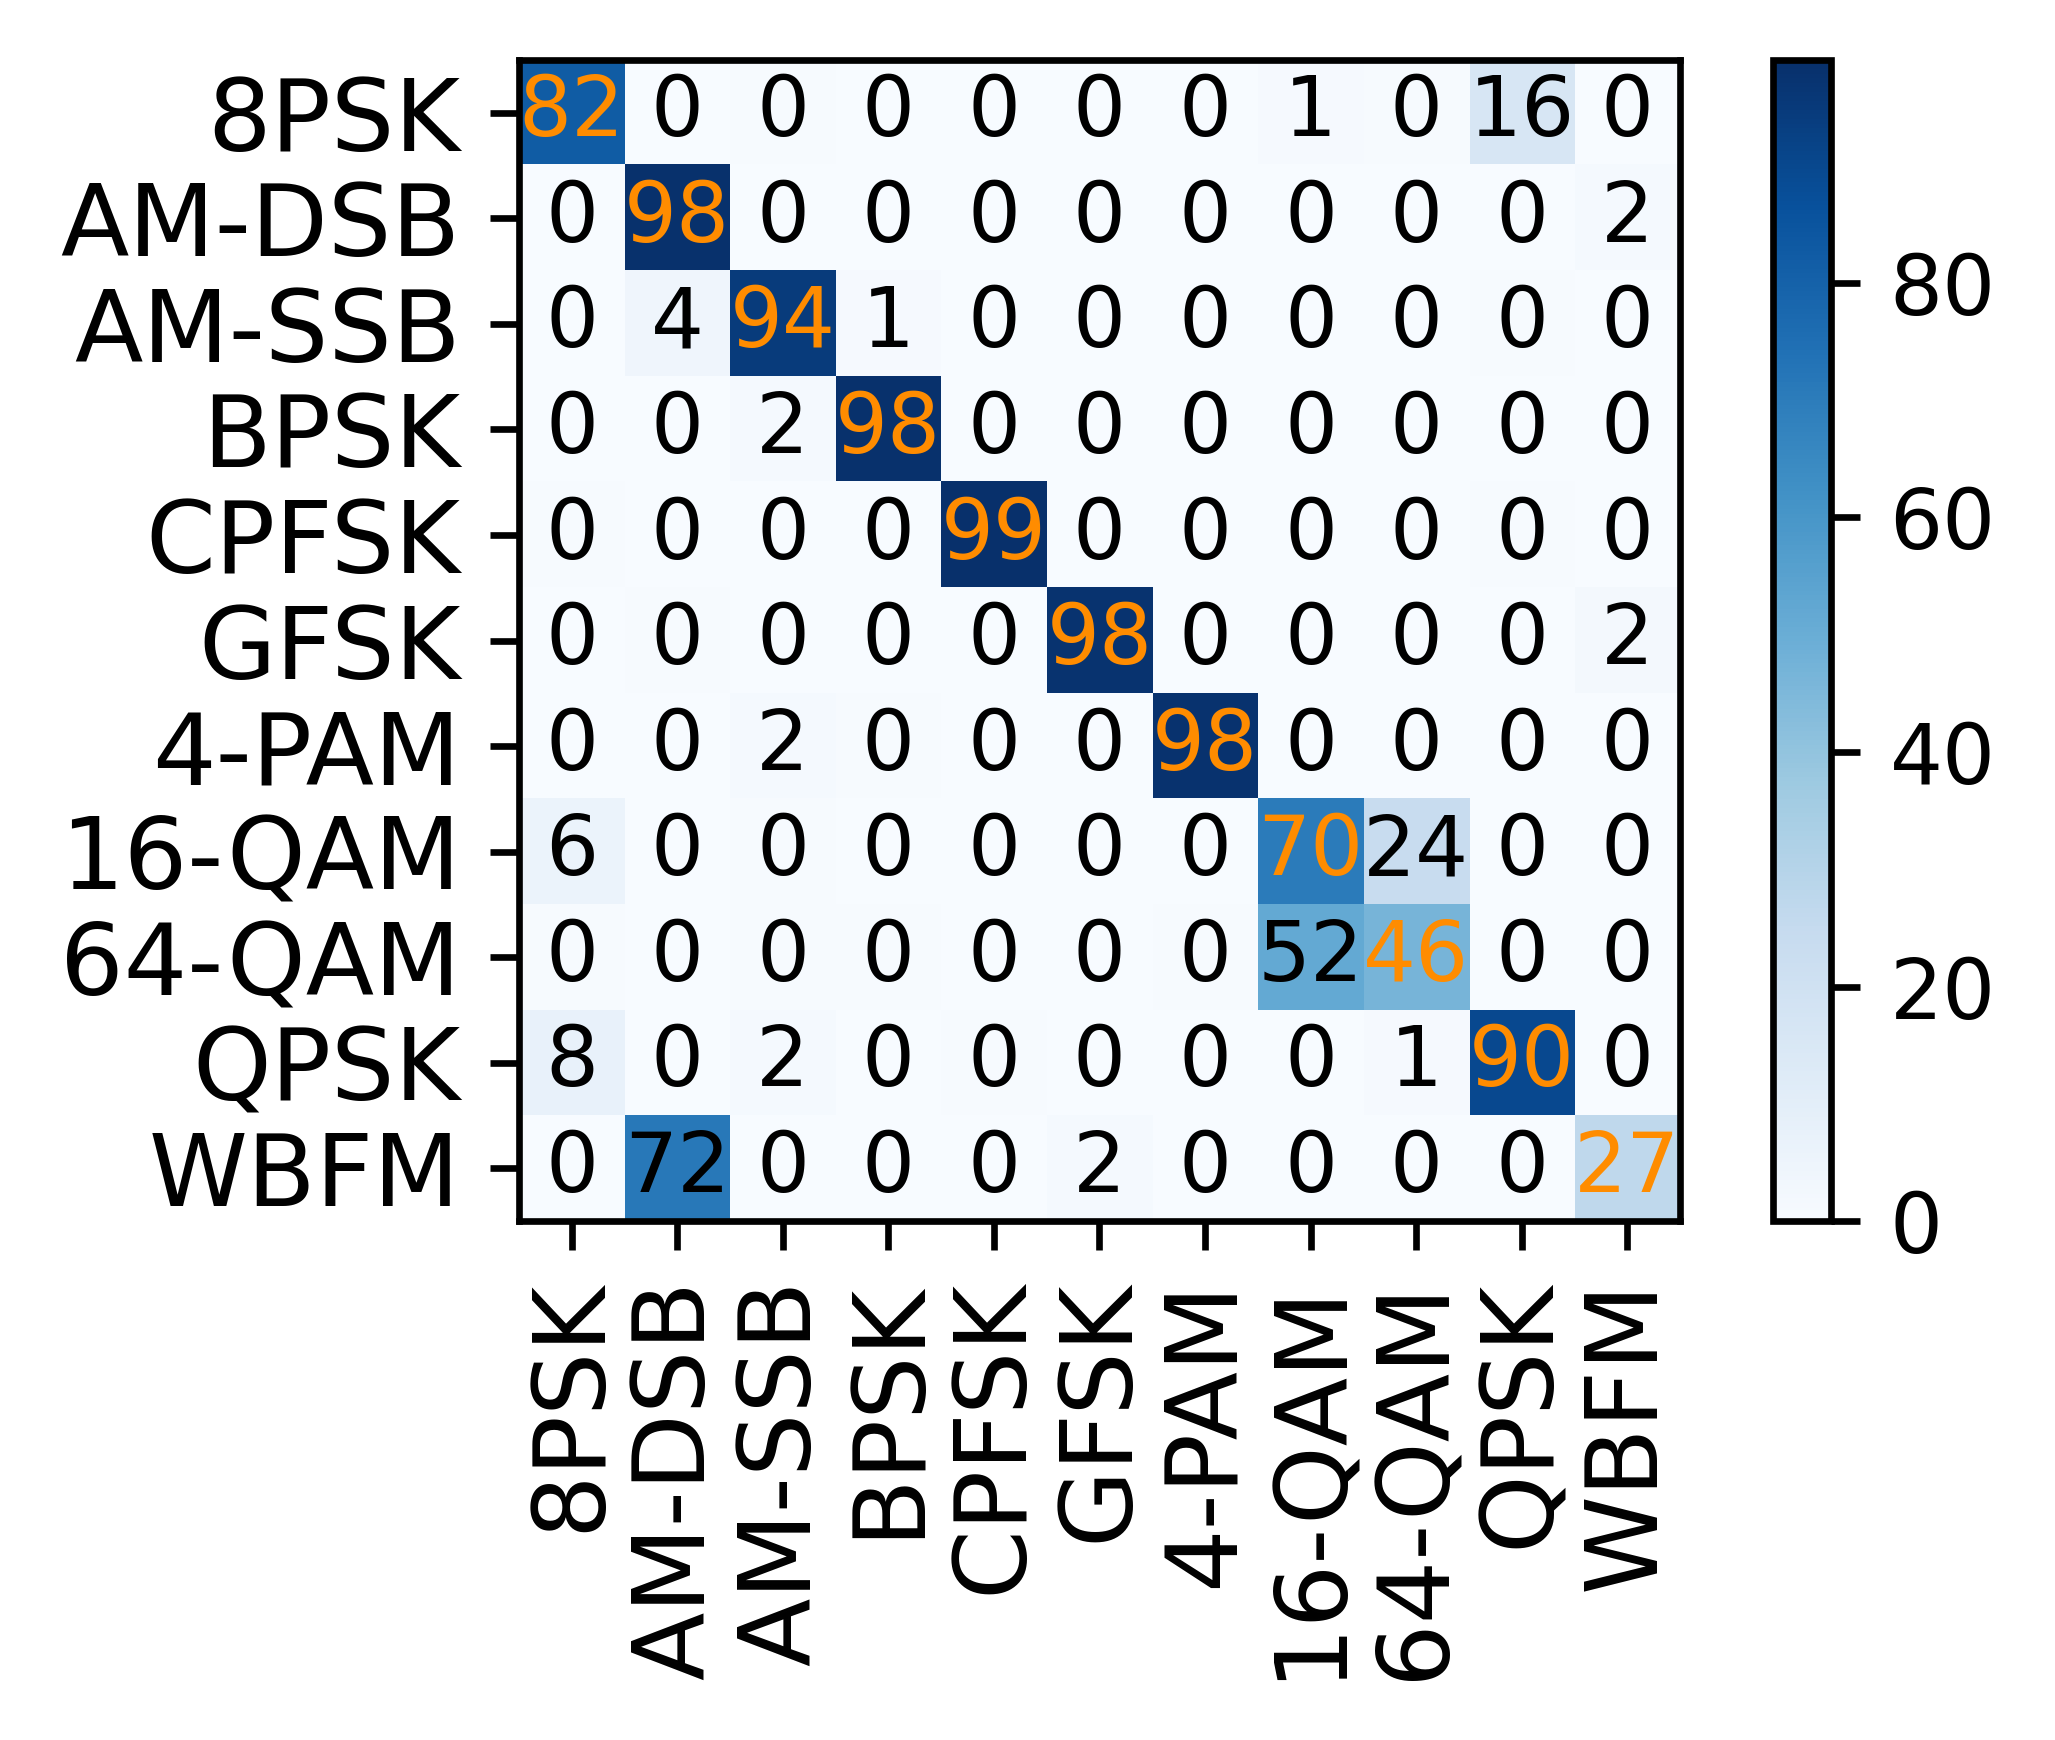 8PSK 82 0 0 0 0 0 0 1 0 16 0
AM-DSB 0 98 0 0 0 0 0 0 0 0 2
AM-SSB 0 4 94 1 0 0 0 0 0 0 0
BPSK 0 0 2 98 0 0 0 0 0 0 0
CPFSK 0 0 0 0 99 0 0 0 0 0 0
GFSK 0 0 0 0 0 98 0 0 0 0 2
4-PAM 0 0 2 0 0 0 98 0 0 0 0
16-QAM 6 0 0 0 0 0 0 70 24 0 0
64-QAM 0 0 0 0 0 0 0 52 46 0 0
QPSK 8 0 2 0 0 0 0 0 1 90 0
WBFM 0 72 0 0 0 2 0 0 0 0 27
8PSK
AM-DSB
AM-SSB
BPSK
CPFSK
GFSK
4-PAM
16-QAM
64-QAM
QPSK
WBFM
80
60
40
20
0